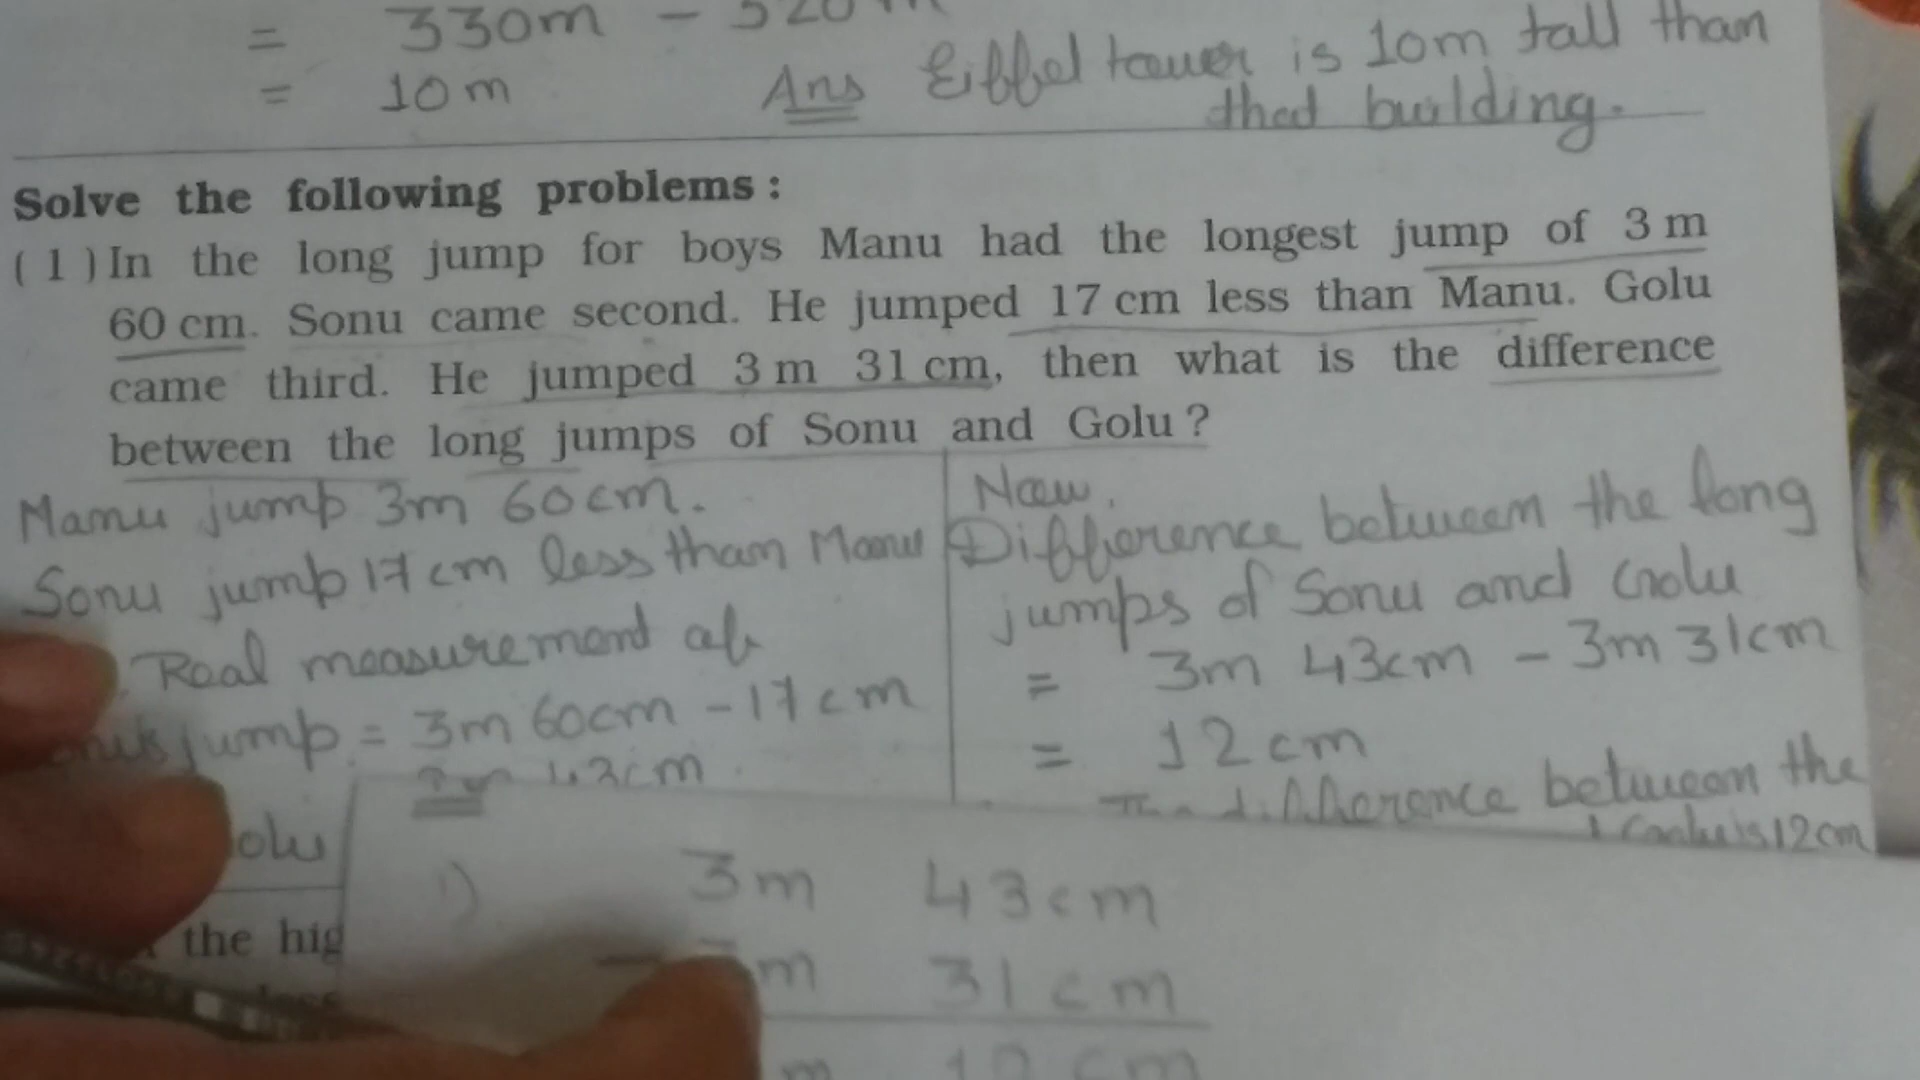 = 330m - 320m
= 10m Ans Eiffel tower is 10m tall than
that building.
Solve the following problems :
( 1 ) In the long jump for boys Manu had the longest jump of 3 m
60 cm. Sonu came second. He jumped 17 cm less than Manu. Golu
came third. He jumped 3 m 31 cm, then what is the difference
between the long jumps of Sonu and Golu ?
Manu jump 3m 60cm.
Sonu jump 17cm less than Manu
Real measurement of
jump = 3m 60cm - 17cm
43cm
Now,
Difference between the long
jumps of Sonu and Golu
= 3m 43cm - 3m 31cm
= 12cm
difference between the
is 12cm
olu
the hig
1) 3m 43cm
- m 31cm
m 12cm